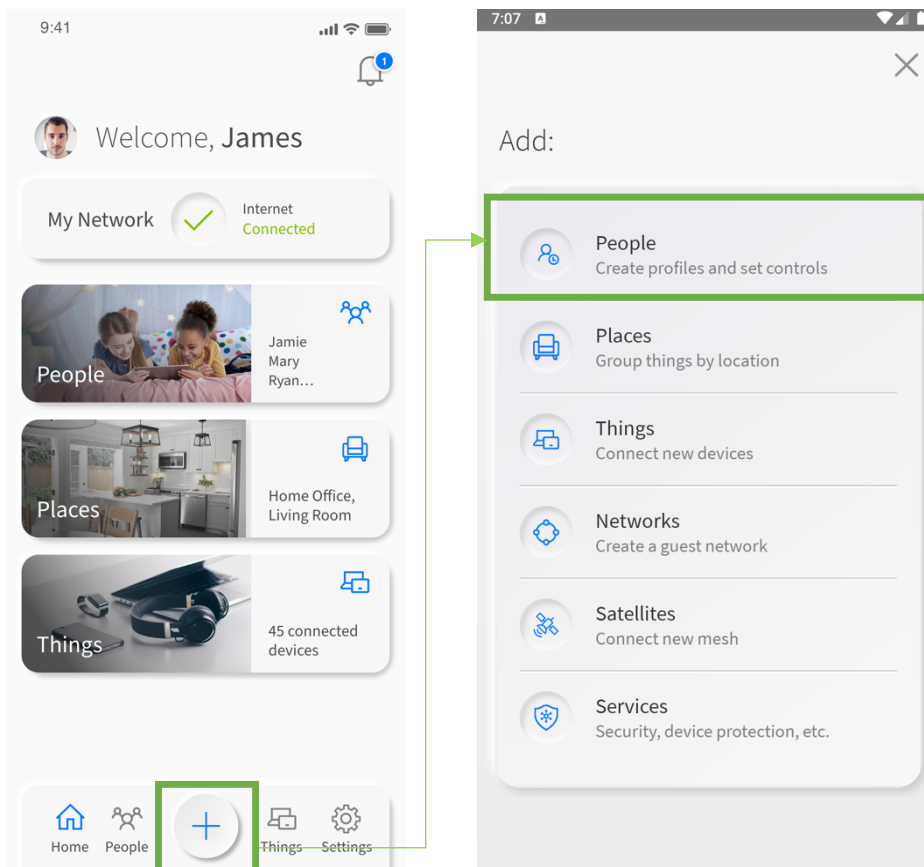 9:41
1
Welcome, James
My Network
Internet
Connected
People
Jamie
Mary
Ryan...
Places
Home Office,
Living Room
Things
45 connected
devices
Home
People
Things
Settings
7:07
A
Add:
People
Create profiles and set controls
Places
Group things by location
Things
Connect new devices
Networks
Create a guest network
Satellites
Connect new mesh
Services
Security, device protection, etc.